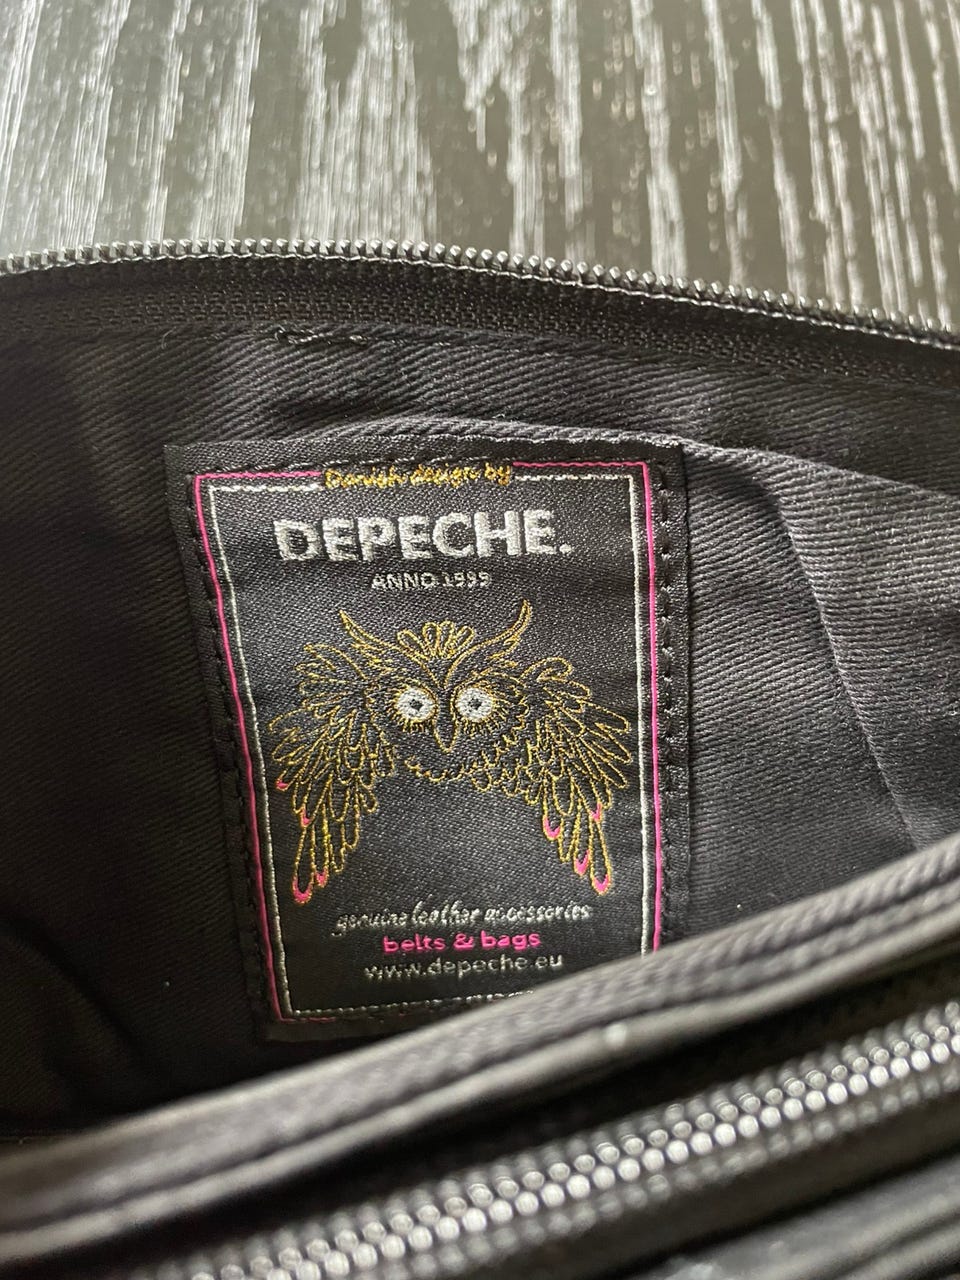 Danish design by
DEPECHE.
ANNO 1999
genuine leather accessories
belts & bags
www.depeche.eu